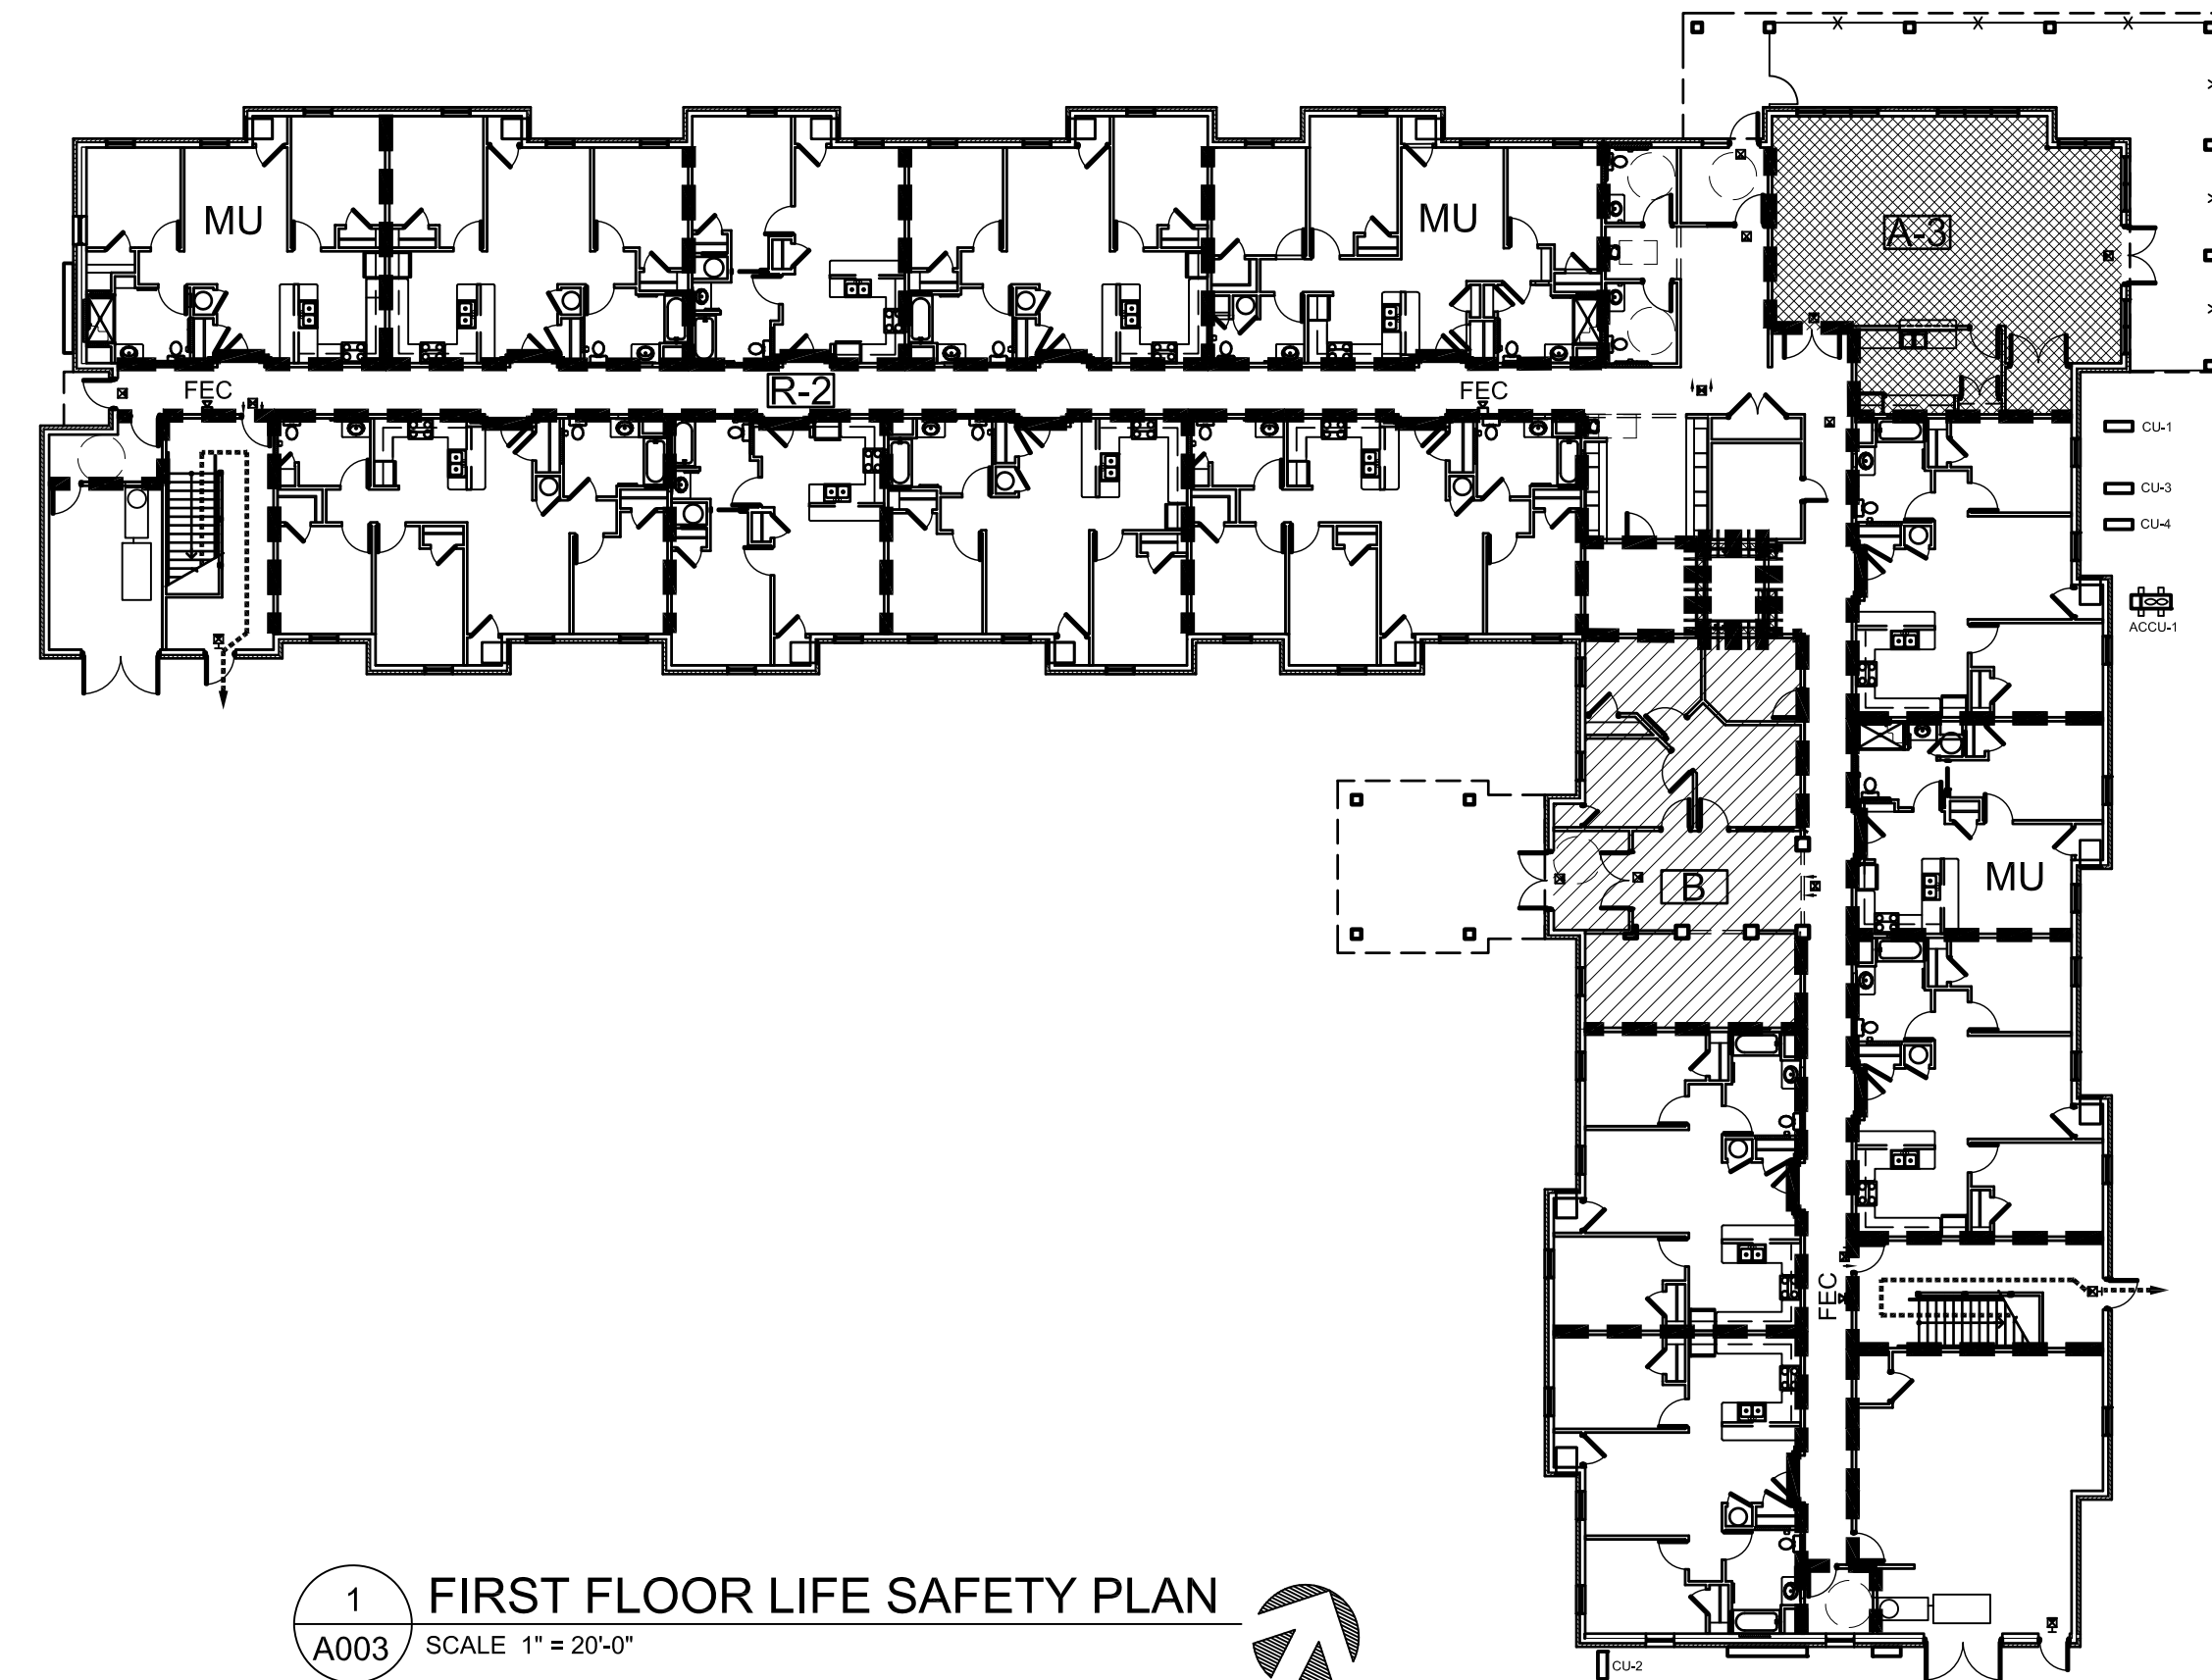 MU
MU
A-3
FEC
R-2
FEC
CU-1
CU-3
CU-4
ACCU-1
B
MU
FEC
1
A003
FIRST FLOOR LIFE SAFETY PLAN
SCALE 1" = 20'-0"
CU-2